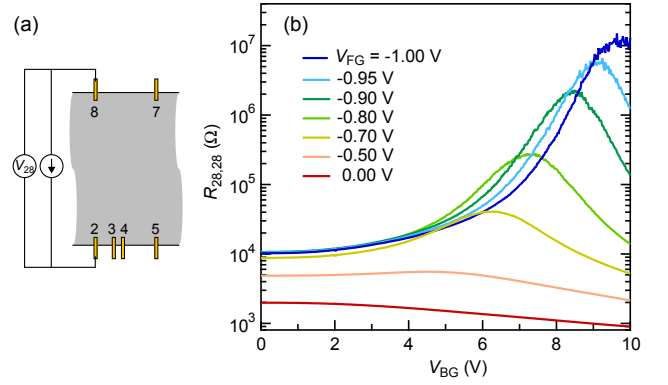 (a)
8 7
V28
2 3 4 5
(b)
R28,28 (Ω)
10^7
10^6
10^5
10^4
10^3
VFG = -1.00 V
-0.95 V
-0.90 V
-0.80 V
-0.70 V
-0.50 V
0.00 V
0 2 4 6 8 10
VBG (V)